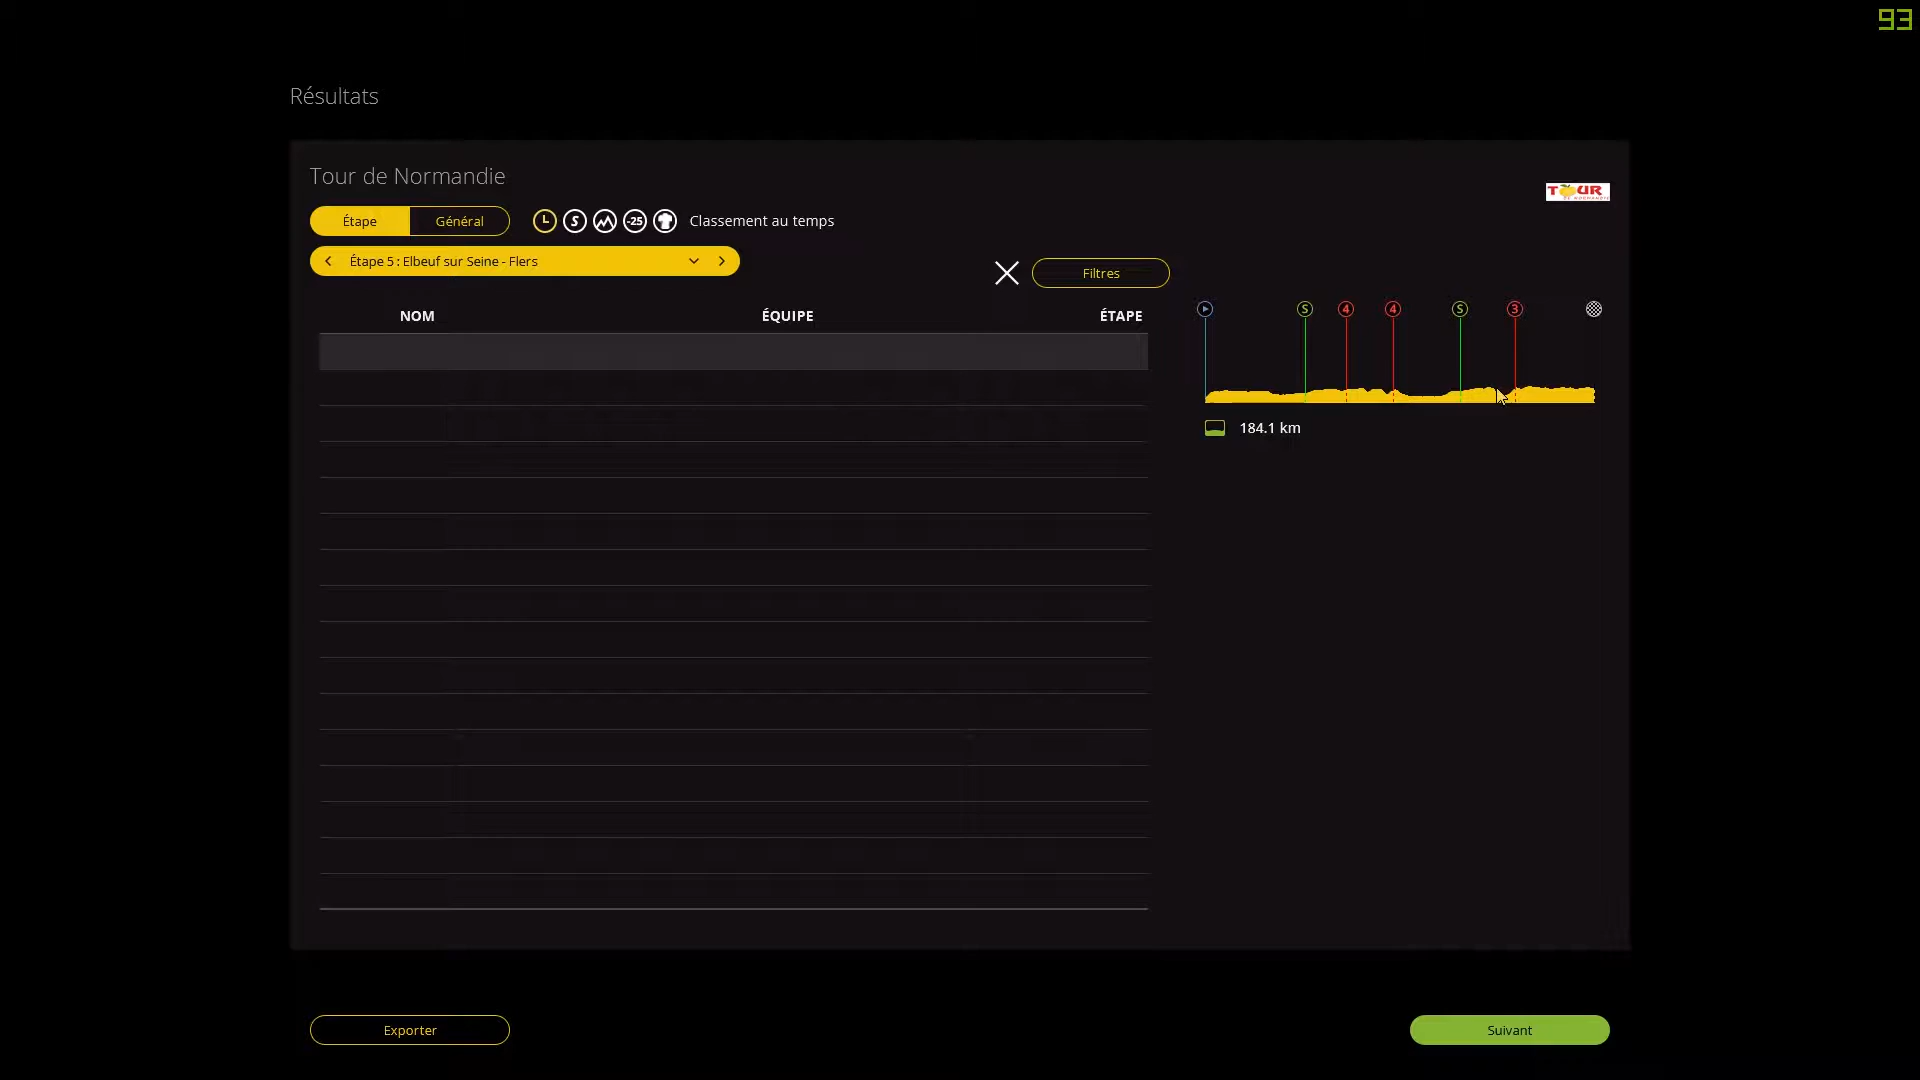 93
Résultats
Tour de Normandie
TOUR
Étape Général S -25 Classement au temps
Étape 5 : Elbeuf sur Seine - Flers
Filtres
NOM ÉQUIPE ÉTAPE
S 4 4 S 3
184.1 km
Exporter Suivant